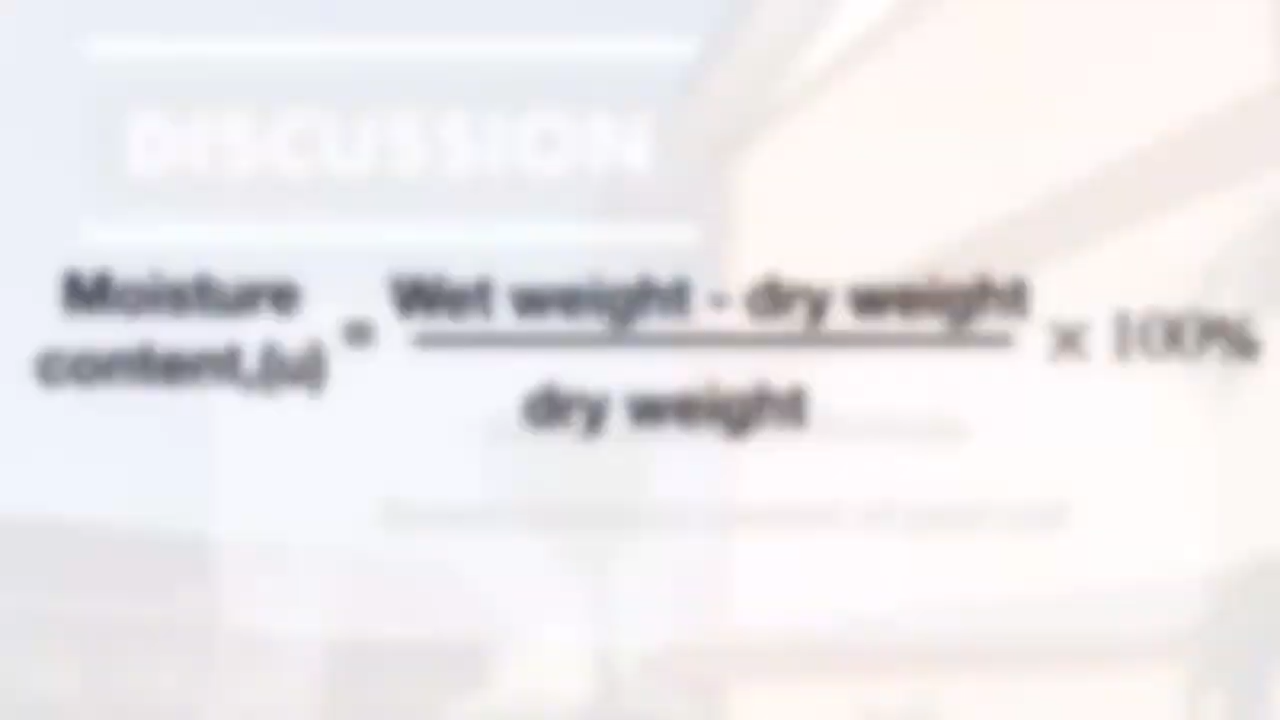 DISCUSSION
Moisture content,(u) = Wet weight - dry weight / dry weight × 100%